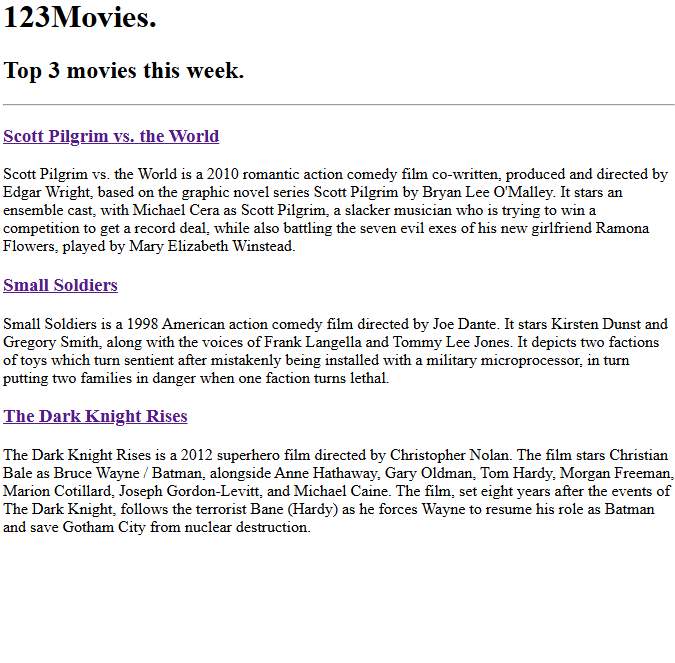 123Movies.
Top 3 movies this week.
Scott Pilgrim vs. the World
Scott Pilgrim vs. the World is a 2010 romantic action comedy film co-written, produced and directed by
Edgar Wright, based on the graphic novel series Scott Pilgrim by Bryan Lee O'Malley. It stars an
ensemble cast, with Michael Cera as Scott Pilgrim, a slacker musician who is trying to win a
competition to get a record deal, while also battling the seven evil exes of his new girlfriend Ramona
Flowers, played by Mary Elizabeth Winstead.
Small Soldiers
Small Soldiers is a 1998 American action comedy film directed by Joe Dante. It stars Kirsten Dunst and
Gregory Smith, along with the voices of Frank Langella and Tommy Lee Jones. It depicts two factions
of toys which turn sentient after mistakenly being installed with a military microprocessor, in turn
putting two families in danger when one faction turns lethal.
The Dark Knight Rises
The Dark Knight Rises is a 2012 superhero film directed by Christopher Nolan. The film stars Christian
Bale as Bruce Wayne / Batman, alongside Anne Hathaway, Gary Oldman, Tom Hardy, Morgan Freeman,
Marion Cotillard, Joseph Gordon-Levitt, and Michael Caine. The film, set eight years after the events of
The Dark Knight, follows the terrorist Bane (Hardy) as he forces Wayne to resume his role as Batman
and save Gotham City from nuclear destruction.